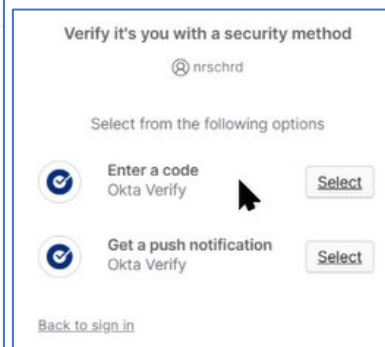 Verify it's you with a security method
nrschrd
Select from the following options
Enter a code
Okta Verify
Select
Get a push notification
Okta Verify
Select
Back to sign in